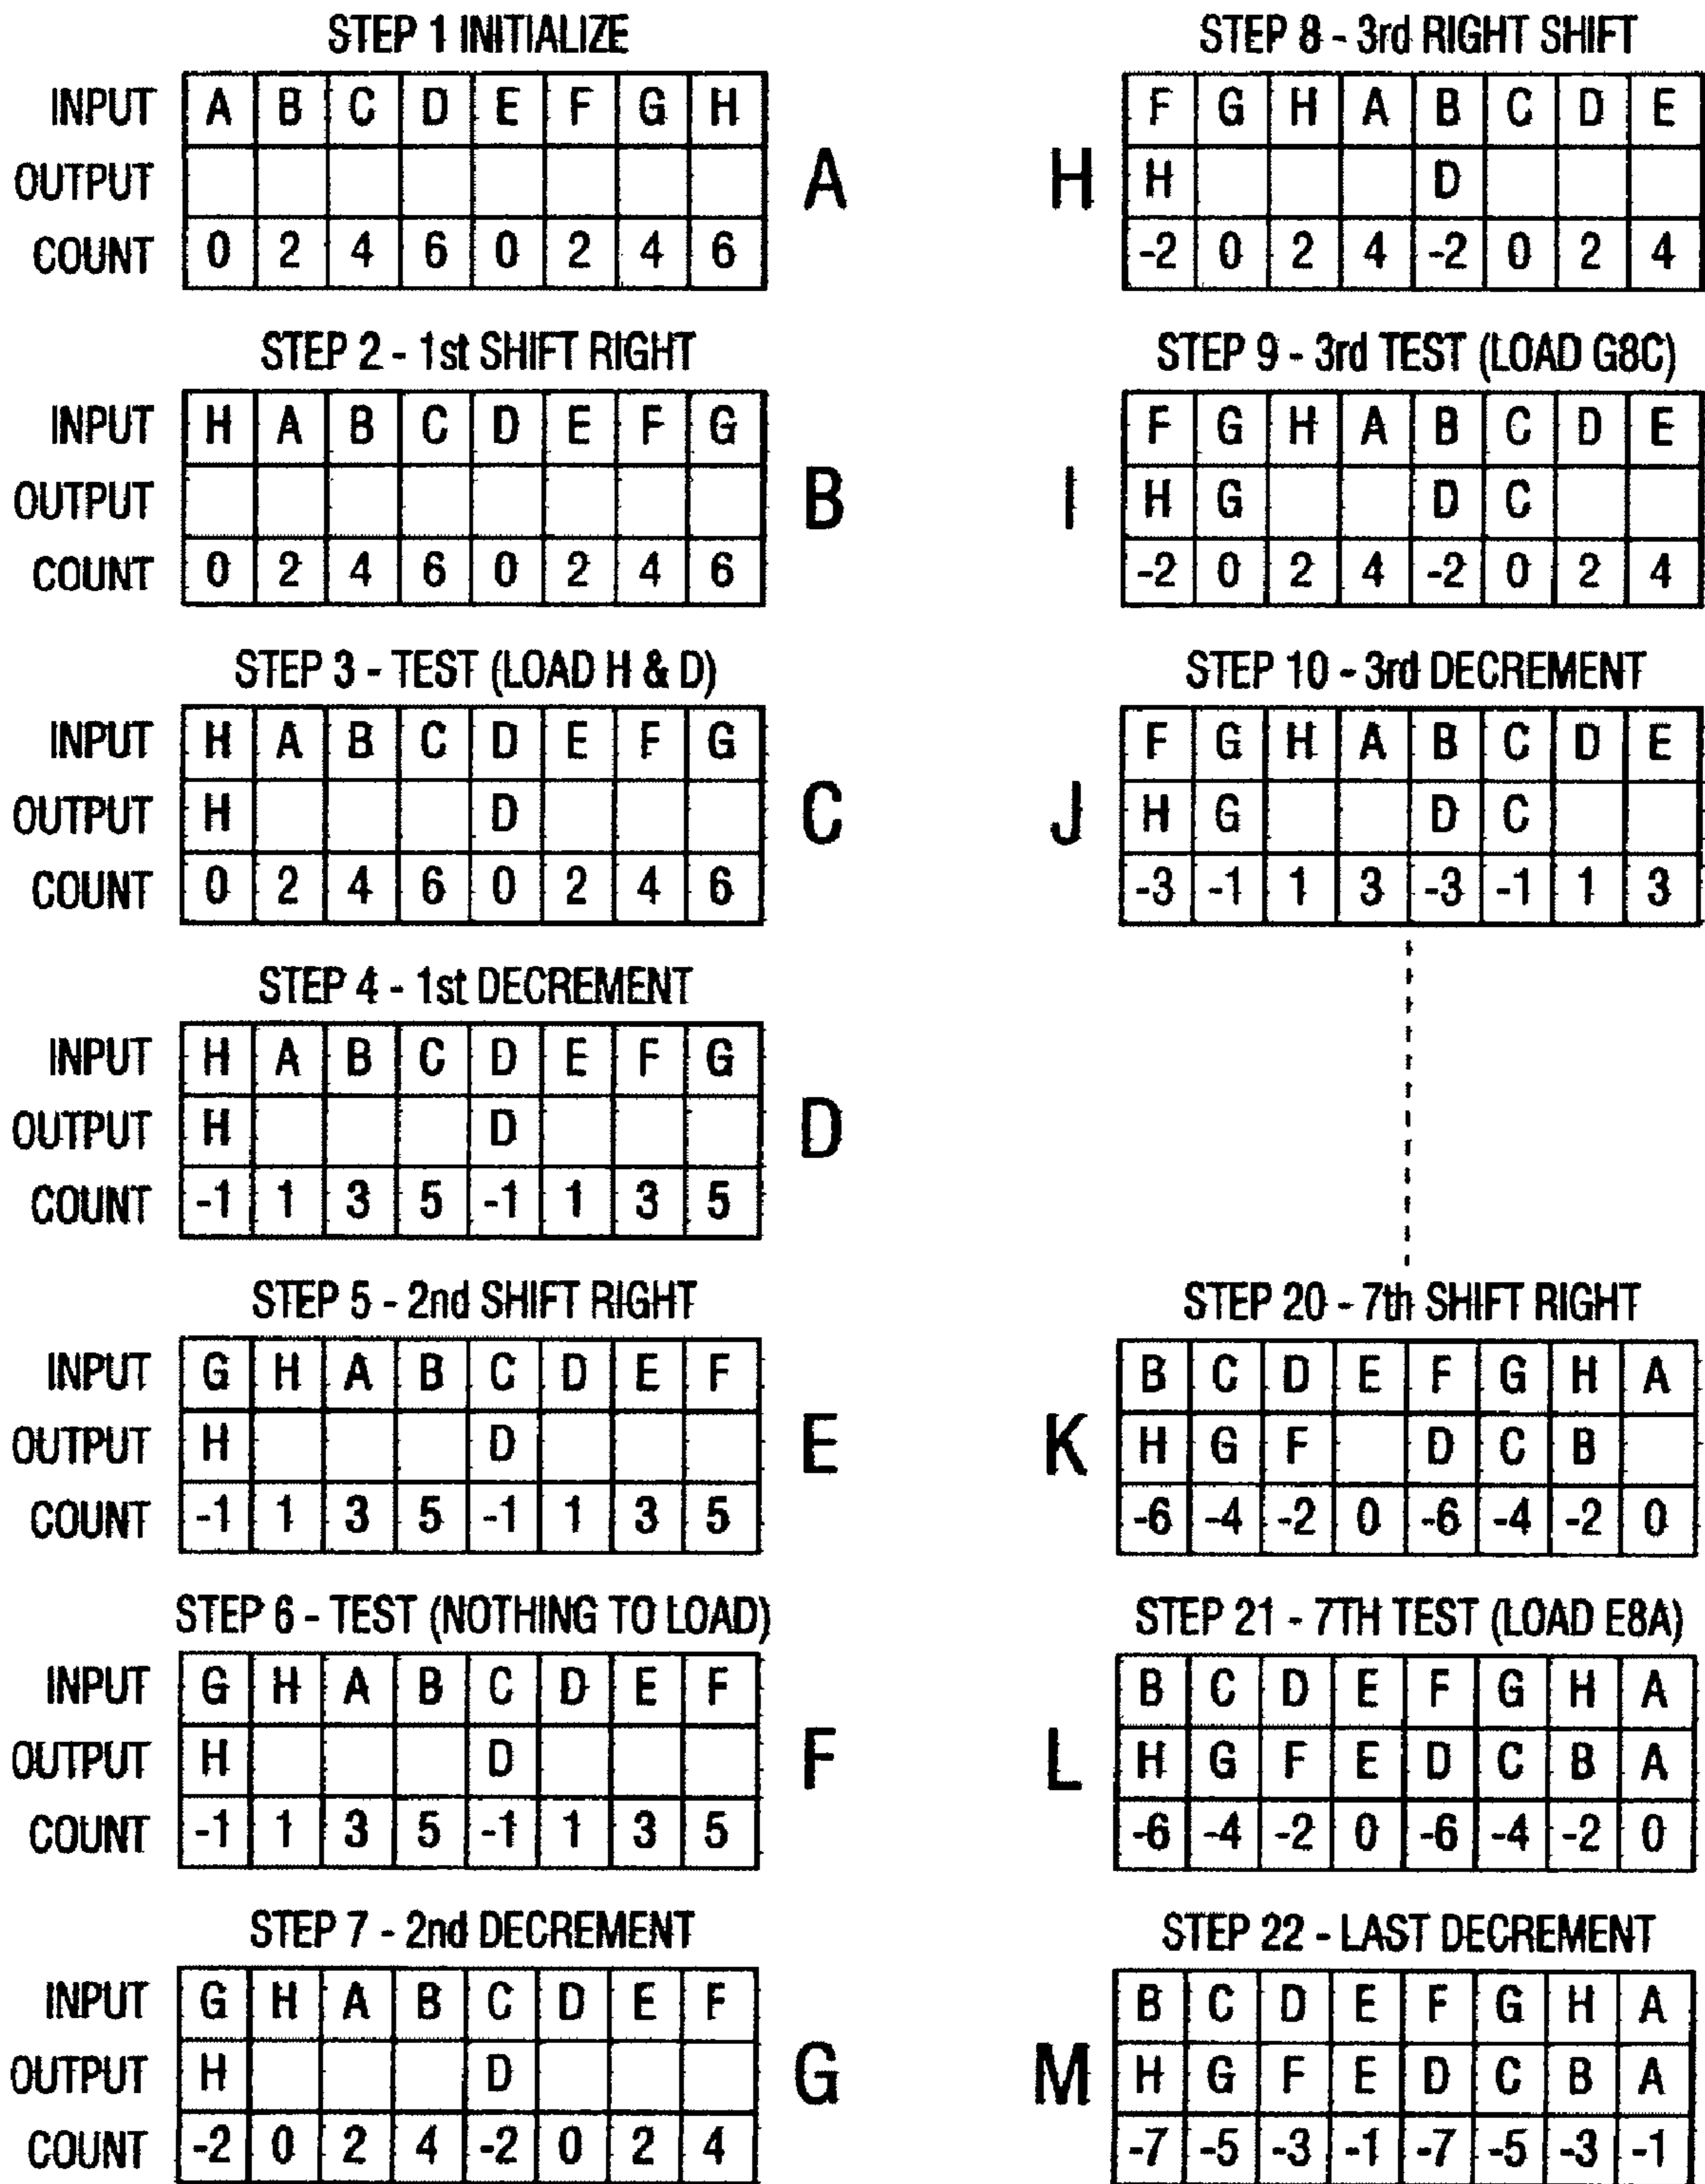 STEP 1 INITIALIZE
INPUT A B C D E F G H
OUTPUT
COUNT 0 2 4 6 0 2 4 6
A
STEP 2 - 1st SHIFT RIGHT
INPUT H A B C D E F G
OUTPUT
COUNT 0 2 4 6 0 2 4 6
B
STEP 3 - TEST (LOAD H & D)
INPUT H A B C D E F G
OUTPUT H D
COUNT 0 2 4 6 0 2 4 6
C
STEP 4 - 1st DECREMENT
INPUT H A B C D E F G
OUTPUT H D
COUNT -1 1 3 5 -1 1 3 5
D
STEP 5 - 2nd SHIFT RIGHT
INPUT G H A B C D E F
OUTPUT H D
COUNT -1 1 3 5 -1 1 3 5
E
STEP 6 - TEST (NOTHING TO LOAD)
INPUT G H A B C D E F
OUTPUT H D
COUNT -1 1 3 5 -1 1 3 5
F
STEP 7 - 2nd DECREMENT
INPUT G H A B C D E F
OUTPUT H D
COUNT -2 0 2 4 -2 0 2 4
G
STEP 8 - 3rd RIGHT SHIFT
F G H A B C D E
H H D
-2 0 2 4 -2 0 2 4
STEP 9 - 3rd TEST (LOAD G8C)
F G H A B C D E
I H G D C
-2 0 2 4 -2 0 2 4
STEP 10 - 3rd DECREMENT
F G H A B C D E
J H G D C
-3 -1 1 3 -3 -1 1 3
STEP 20 - 7th SHIFT RIGHT
B C D E F G H A
K H G F D C B
-6 -4 -2 0 -6 -4 -2 0
STEP 21 - 7TH TEST (LOAD E8A)
B C D E F G H A
L H G F E D C B A
-6 -4 -2 0 -6 -4 -2 0
STEP 22 - LAST DECREMENT
B C D E F G H A
M H G F E D C B A
-7 -5 -3 -1 -7 -5 -3 -1